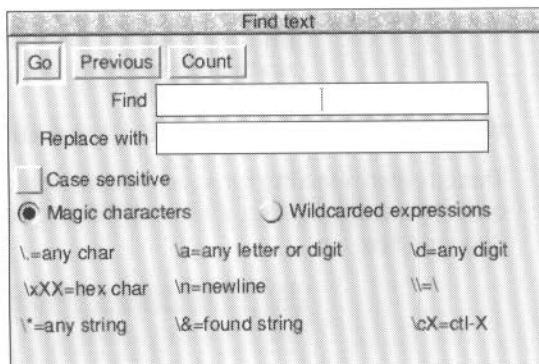 Find text
Go Previous Count
Find
Replace with
Case sensitive
Magic characters Wildcarded expressions
\.=any char \a=any letter or digit \d=any digit
\xXX=hex char \n=newline \\=\
\*=any string \&=found string \cX=ctl-X